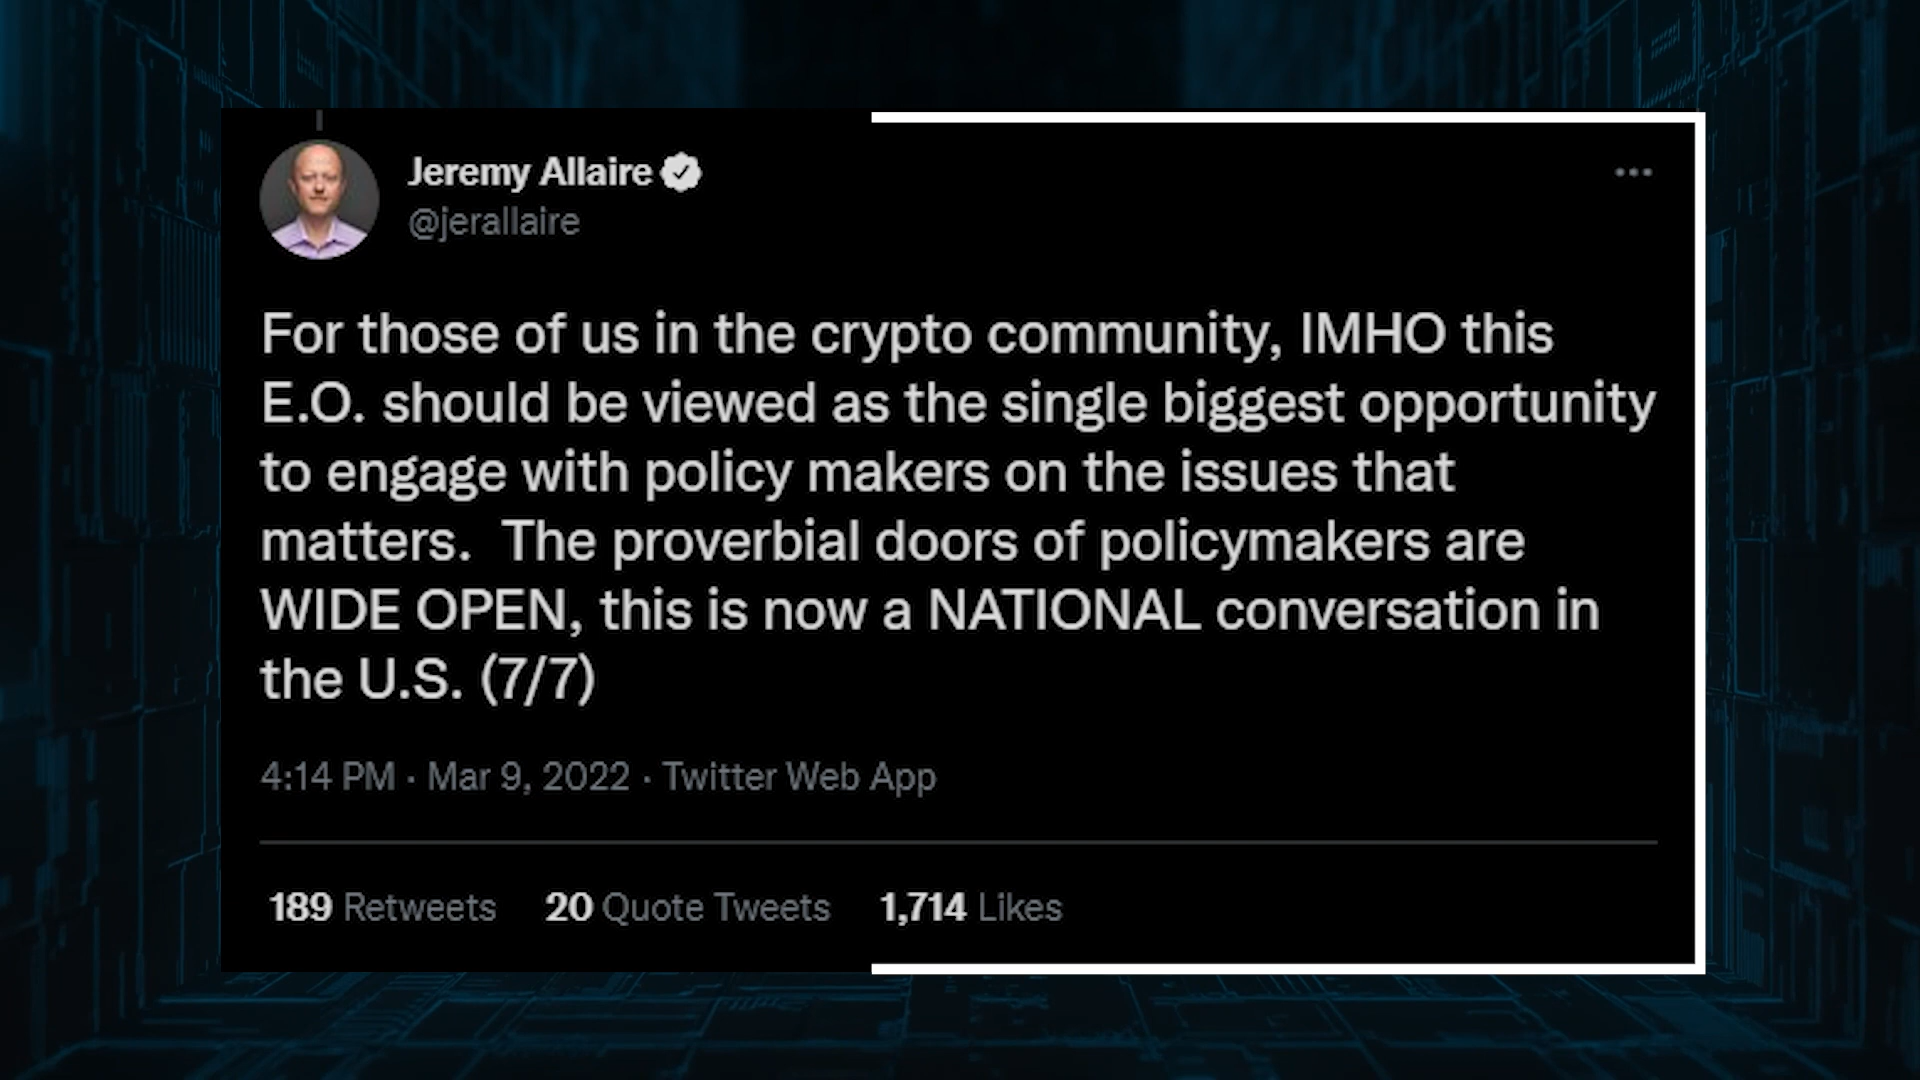 Jeremy Allaire
@jerallaire
For those of us in the crypto community, IMHO this
E.O. should be viewed as the single biggest opportunity
to engage with policy makers on the issues that
matters.  The proverbial doors of policymakers are
WIDE OPEN, this is now a NATIONAL conversation in
the U.S. (7/7)
4:14 PM · Mar 9, 2022 · Twitter Web App
189 Retweets 20 Quote Tweets 1,714 Likes